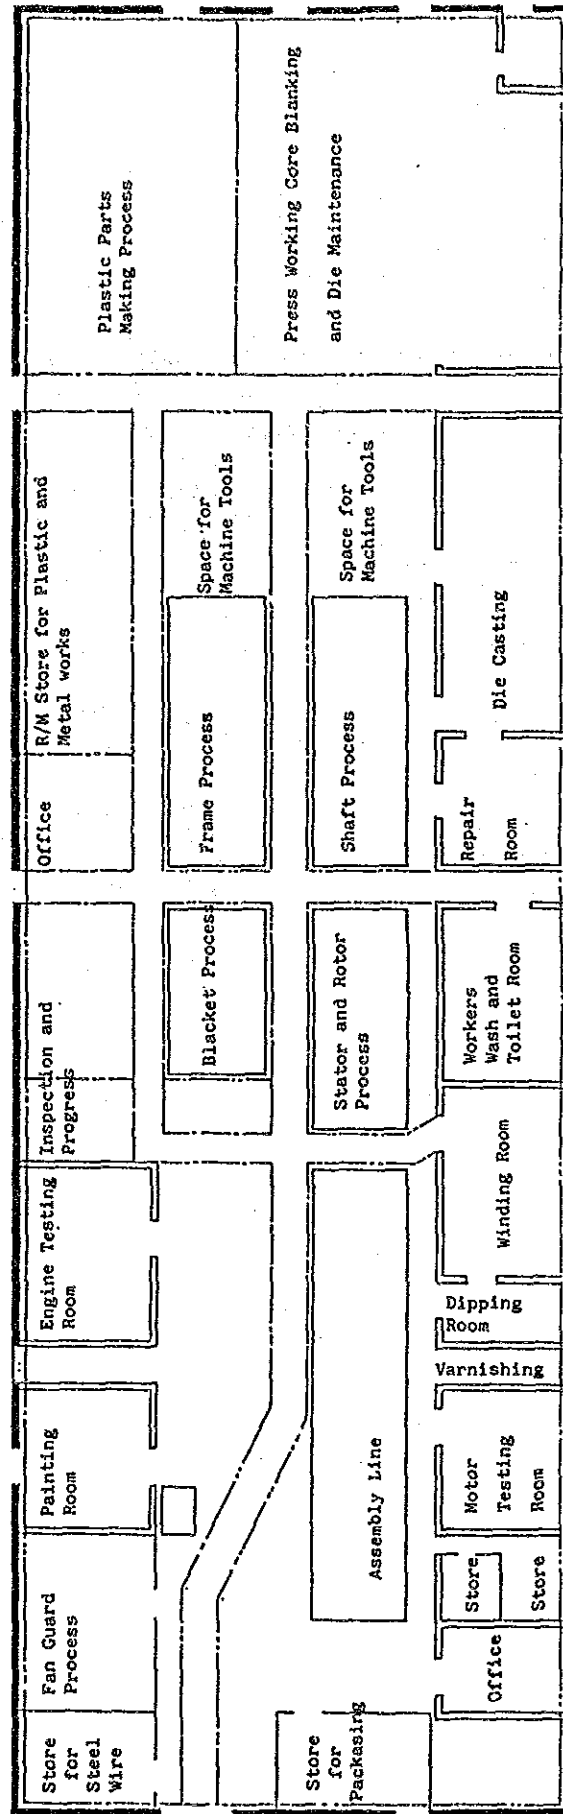 Store
for
Steel
Wire
Fan Guard
Process
Painting
Room
Engine Testing
Room
Inspection and
Progress
Office
R/M Store for Plastic and
Metal works
Plastic Parts
Making Process
Blacket Process
Frame Process
Space for
Machine Tools
Press Working Core Blanking
and Die Maintenance
Store
for
Packasing
Assembly Line
Stator and Rotor
Process
Shaft Process
Space for
Machine Tools
Office
Store
Store
Motor
Testing
Room
Varnishing
Dipping
Room
Winding Room
Workers
Wash and
Toilet Room
Repair
Room
Die Casting